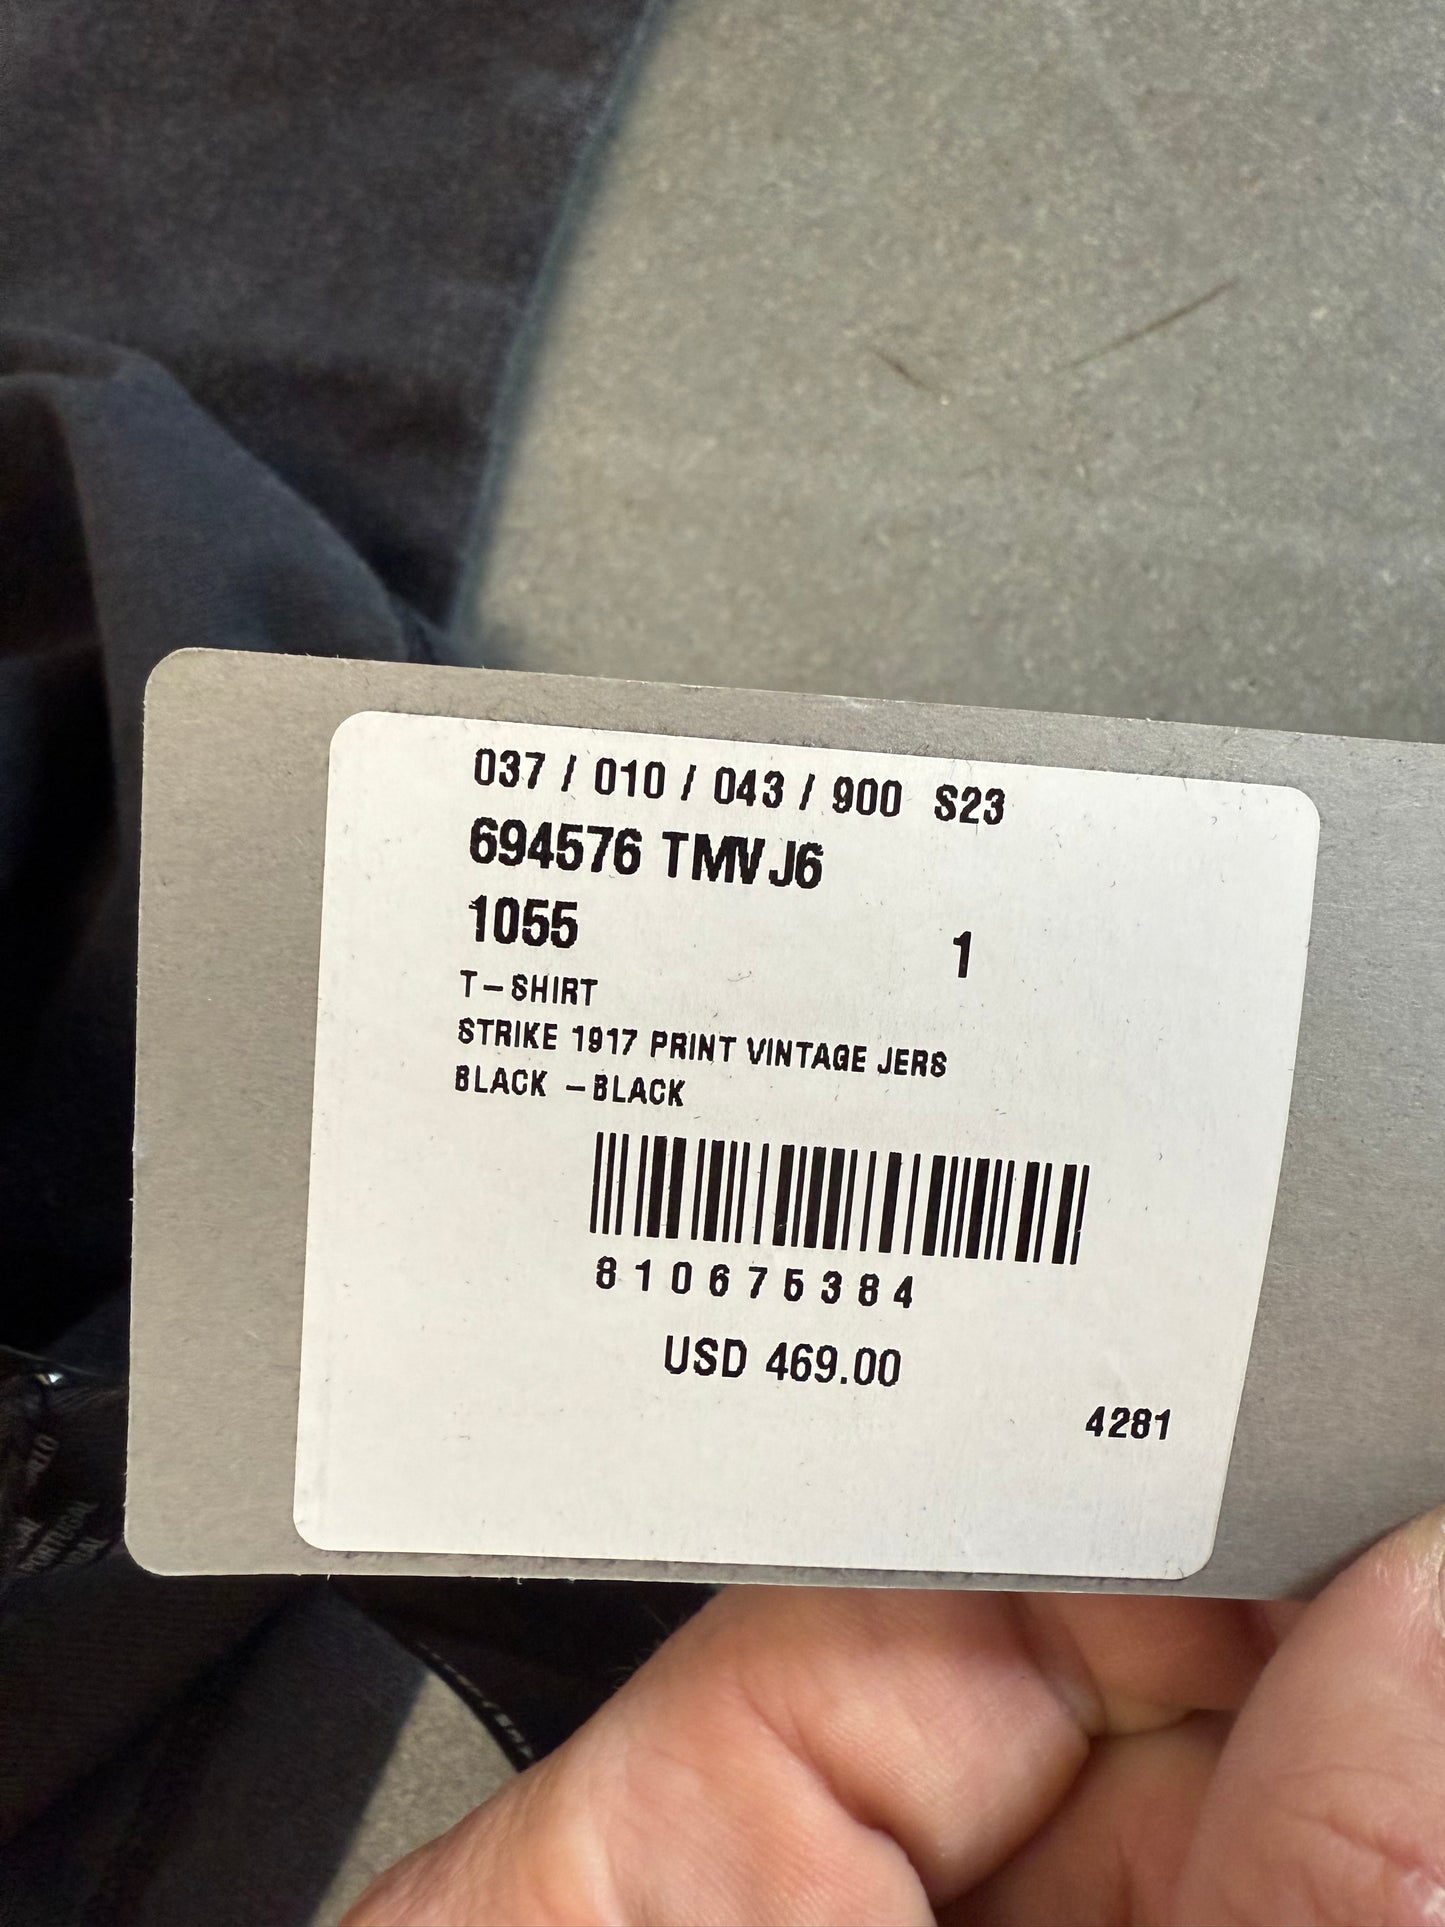 037 / 010 / 043 / 900 S23
694576 TMVJ6
1055 1
T-SHIRT
STRIKE 1917 PRINT VINTAGE JERS
BLACK -BLACK
810675384
USD 469.00
4281
PORTUGAL